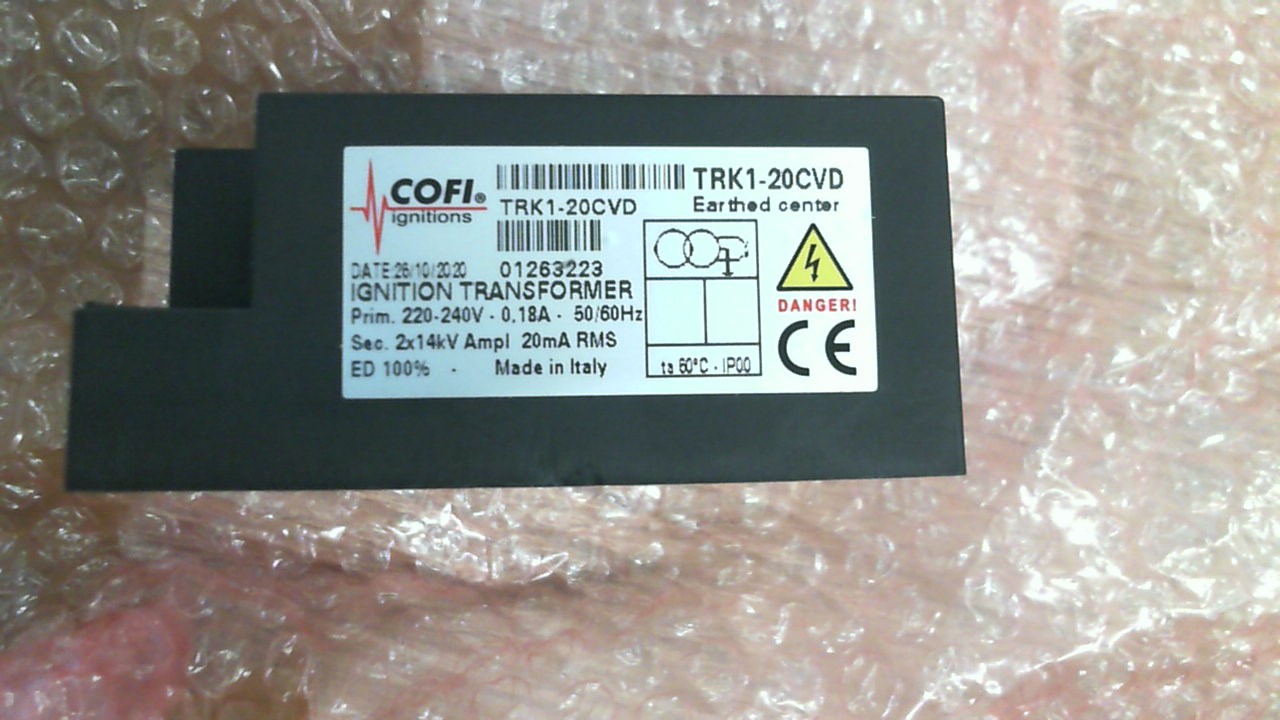 COFI®
ignitions
TRK1-20CVD
TRK1-20CVD
Earthed center
DATE:26/10/2020
01263223
IGNITION TRANSFORMER
Prim. 220-240V - 0,18A - 50/60Hz
Sec. 2x14kV Ampl 20mA RMS
ED 100% - Made in Italy
ta 60°C - IP00
DANGER!
CE